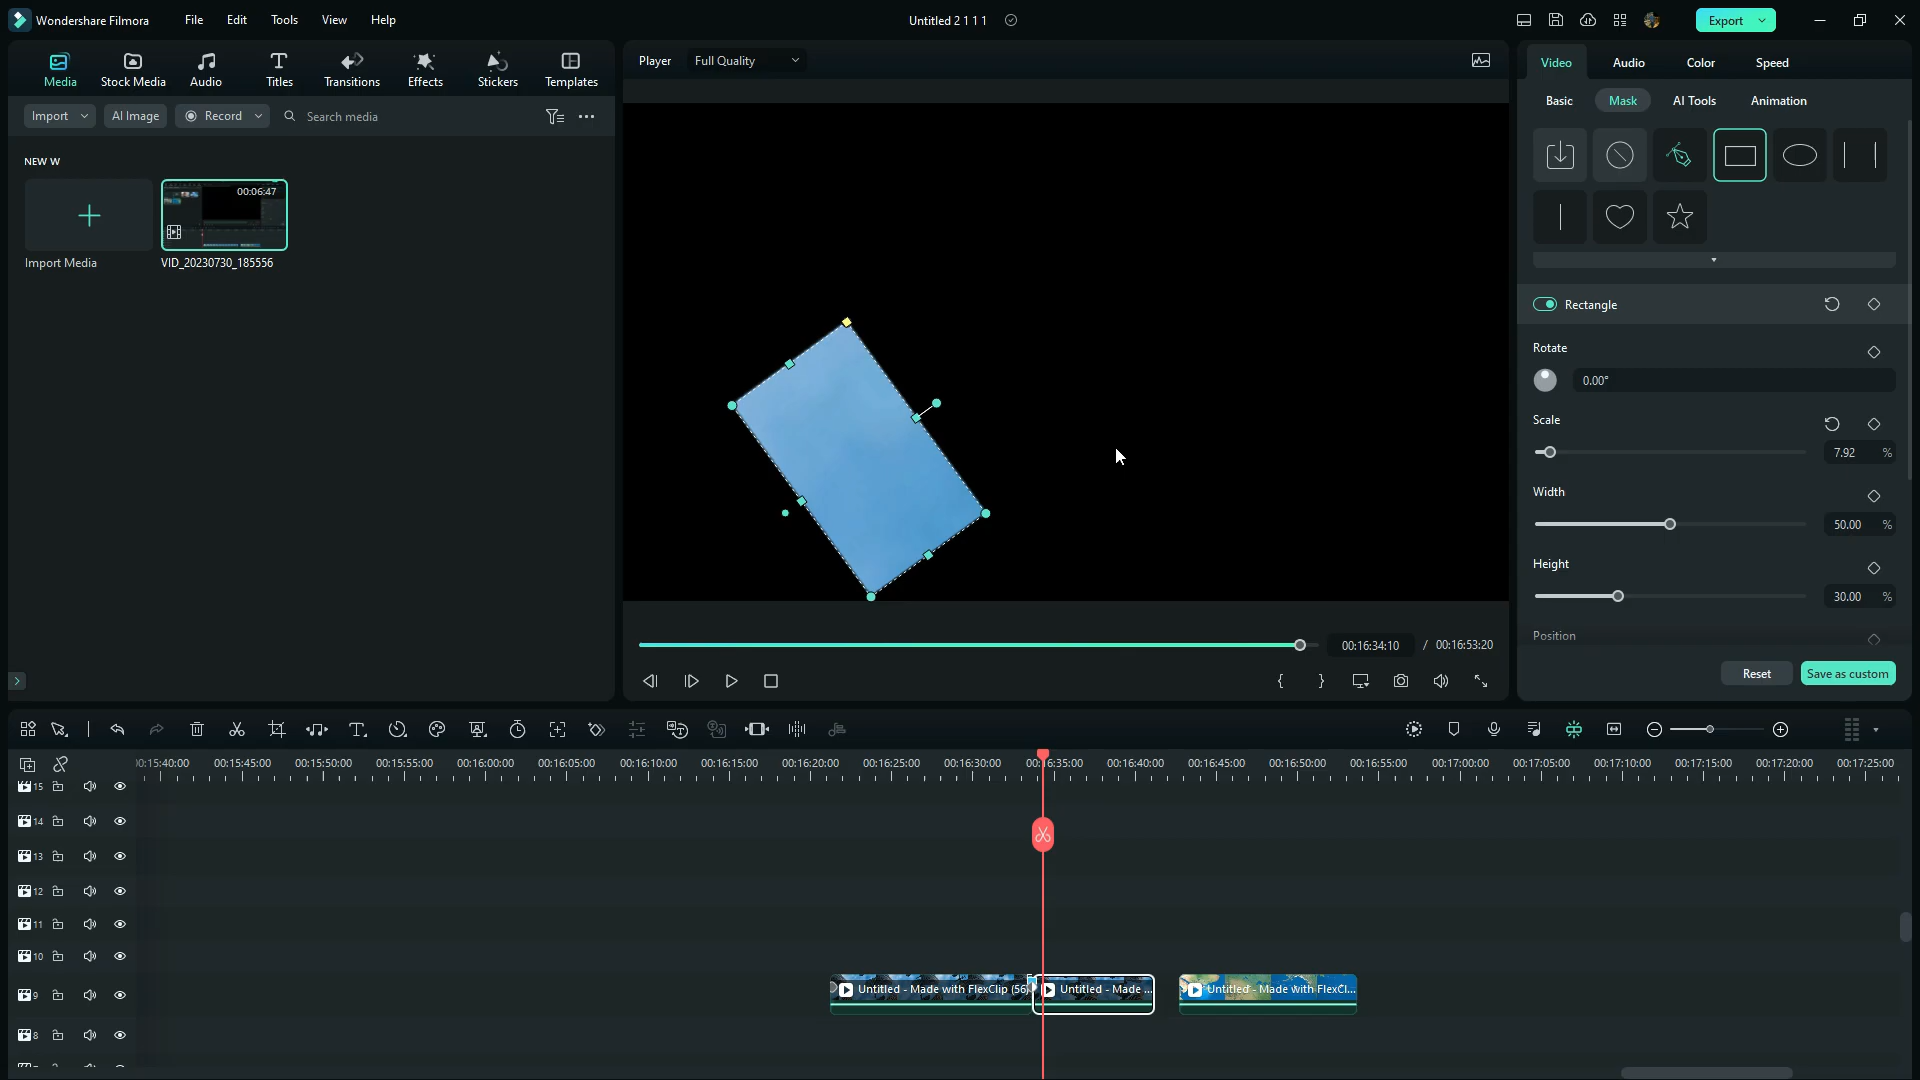 Wondershare Filmora
File
Edit
Tools
View
Help
Untitled 2 1 1 1
Export
Media
Stock Media
Audio
Titles
Transitions
Effects
Stickers
Templates
Import
AI Image
Record
Search media
NEW W
00:06:47
Import Media
VID_20230730_185556
Player
Full Quality
00:16:34:10 / 00:16:53:20
Video
Audio
Color
Speed
Basic
Mask
AI Tools
Animation
Rectangle
Rotate
0.00°
Scale
7.92 %
Width
50.00 %
Height
30.00 %
Position
Reset
Save as custom
00:15:40:00 00:15:45:00 00:15:50:00 00:15:55:00 00:16:00:00 00:16:05:00 00:16:10:00 00:16:15:00 00:16:20:00 00:16:25:00 00:16:30:00 00:16:35:00 00:16:40:00 00:16:45:00 00:16:50:00 00:16:55:00 00:17:00:00 00:17:05:00 00:17:10:00 00:17:15:00 00:17:20:00 00:17:25:00
15
14
13
12
11
10
9
Untitled - Made with FlexClip (56)
Untitled - Made ...
Untitled - Made with FlexCl...
8